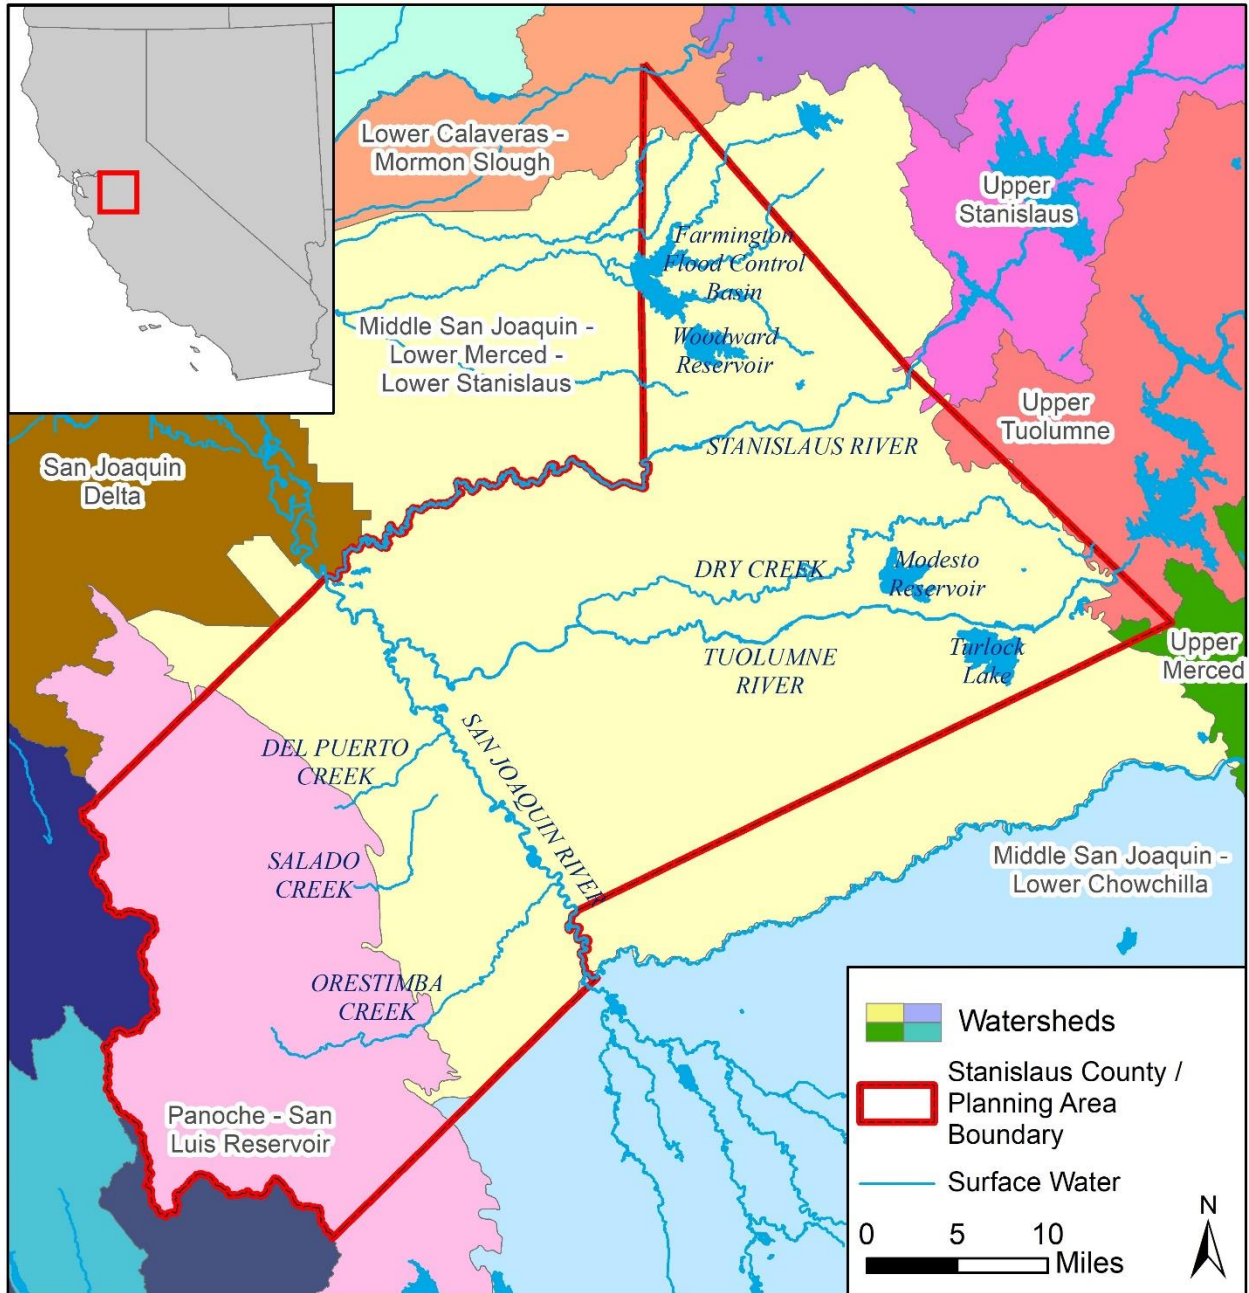 Lower Calaveras -
Mormon Slough
Upper
Stanislaus
Farmington
Flood Control
Basin
Middle San Joaquin -
Lower Merced -
Lower Stanislaus
Woodward
Reservoir
Upper
Tuolumne
STANISLAUS RIVER
San Joaquin
Delta
DRY CREEK
Modesto
Reservoir
TUOLUMNE
RIVER
Turlock
Lake
Upper
Merced
DEL PUERTO
CREEK
SAN JOAQUIN RIVER
SALADO
CREEK
Middle San Joaquin -
Lower Chowchilla
ORESTIMBA
CREEK
Panoche - San
Luis Reservoir
Watersheds
Stanislaus County /
Planning Area
Boundary
Surface Water
N
0 5 10
Miles